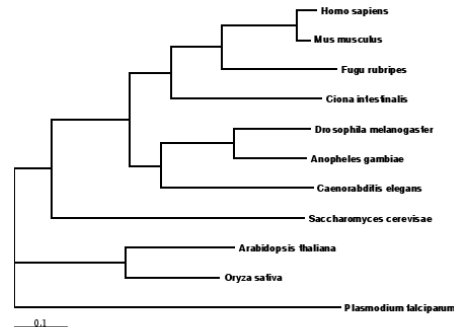 Homo sapiens
Mus musculus
Fugu rubripes
Ciona intestinalis
Drosophila melanogaster
Anopheles gambiae
Caenorabditis elegans
Saccharomyces cerevisae
Arabidopsis thaliana
Oryza sativa
Plasmodium falciparum
0.1